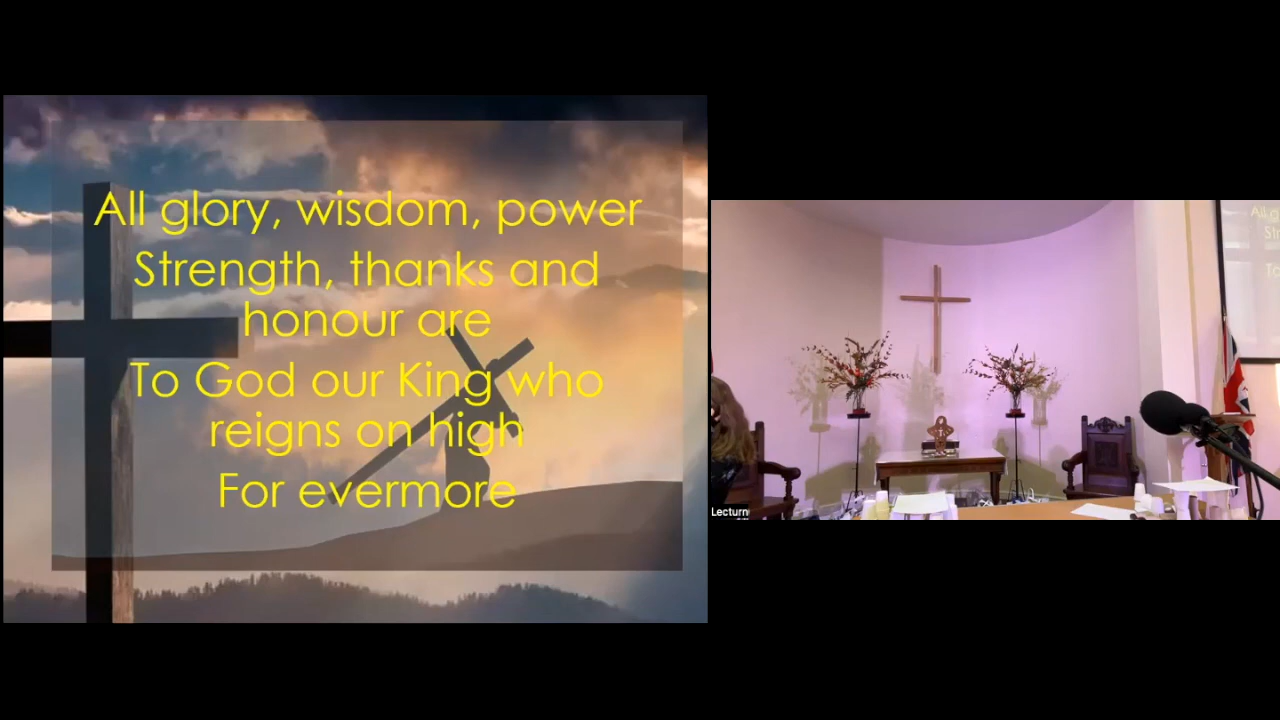 All glory, wisdom, power
Strength, thanks and
honour are
To God our King who
reigns on high
For evermore
Lecturn